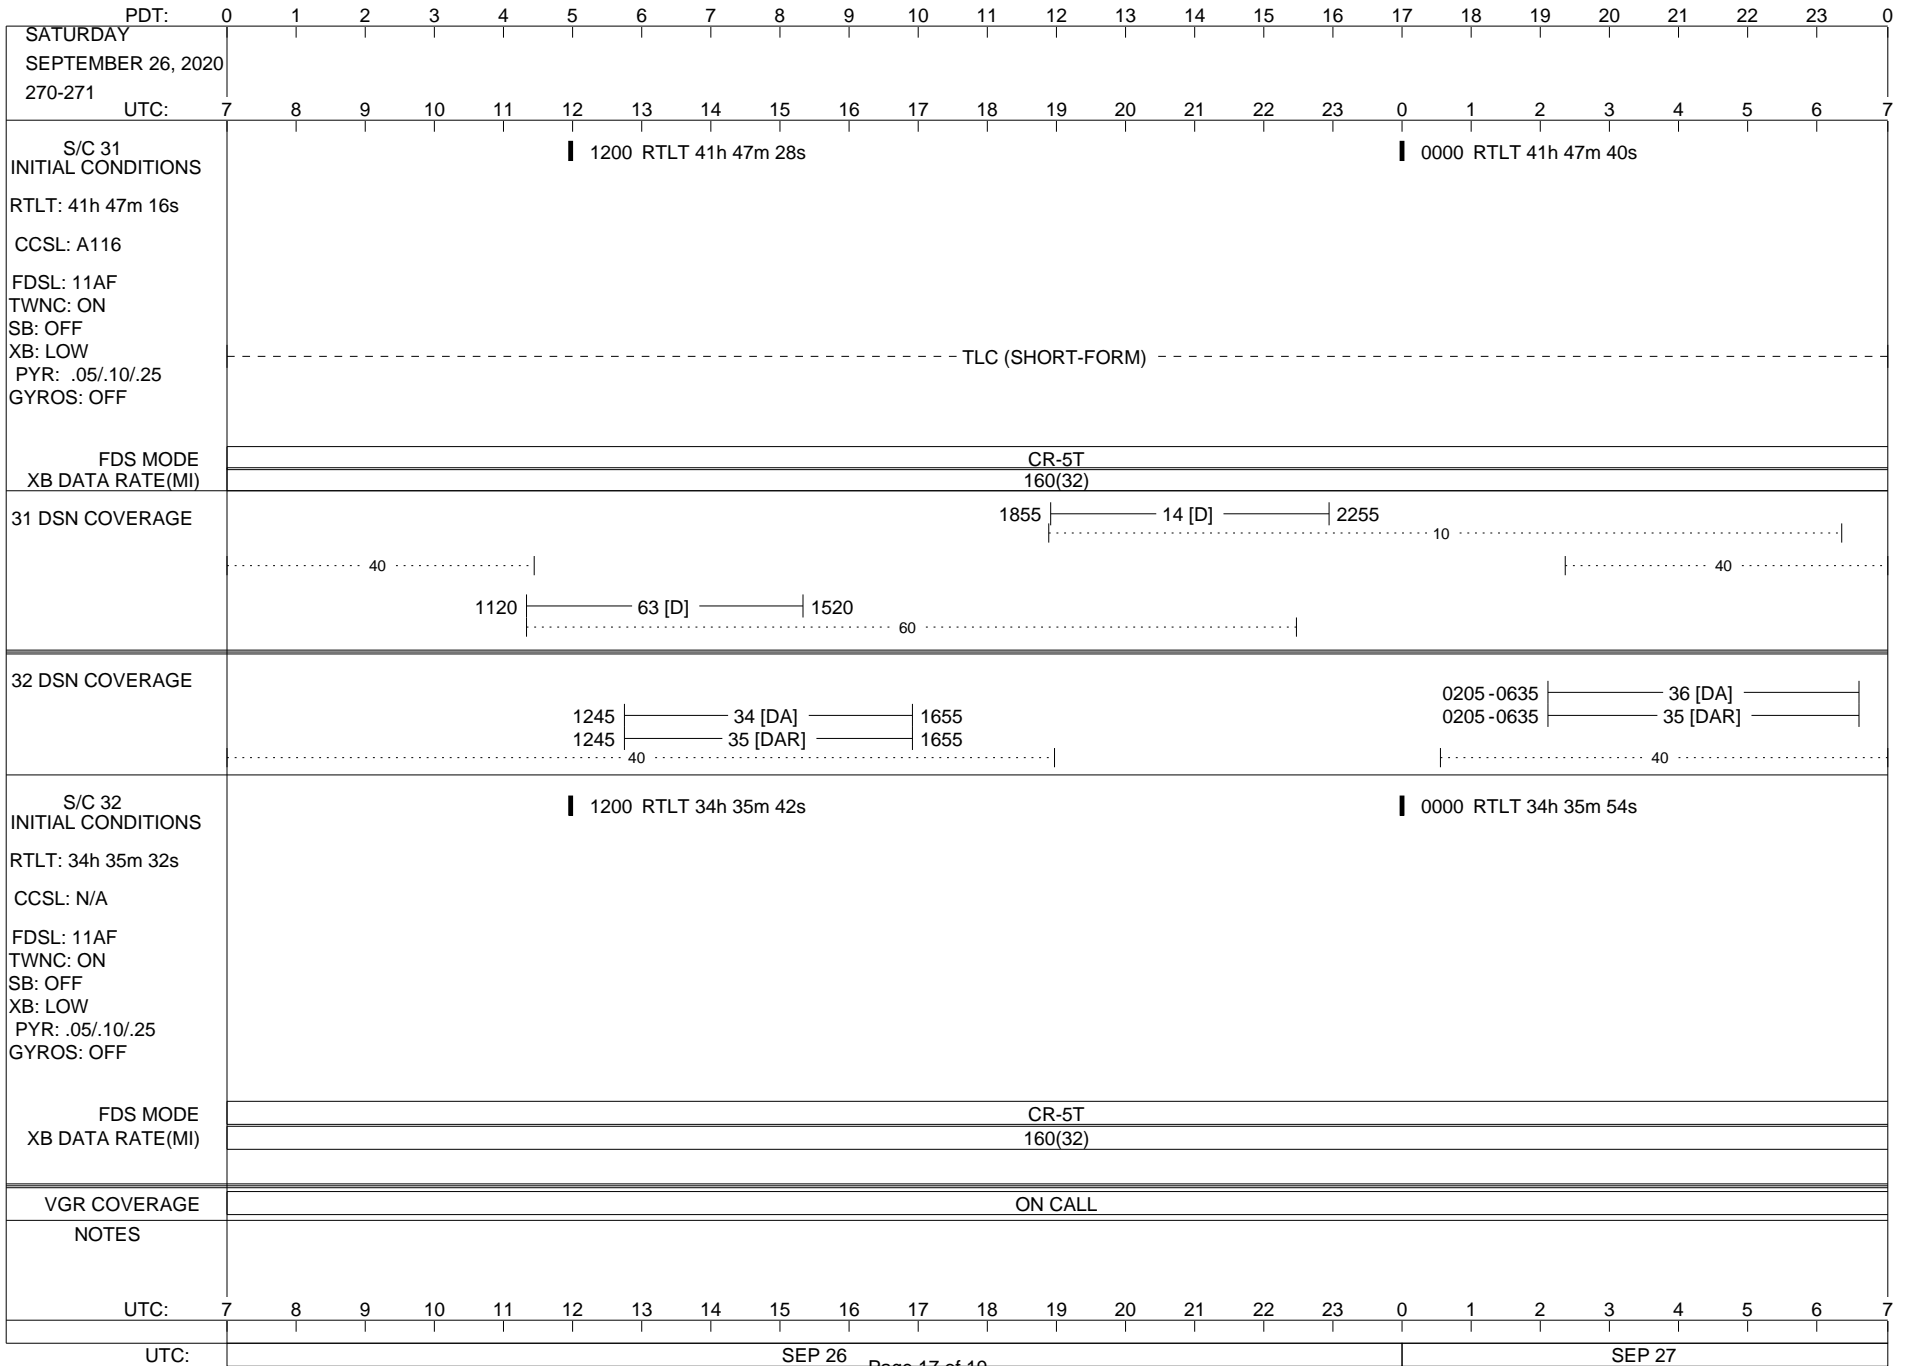 PDT: 0 1 2 3 4 5 6 7 8 9 10 11 12 13 14 15 16 17 18 19 20 21 22 23 0
SATURDAY
SEPTEMBER 26, 2020
270-271
UTC: 7 8 9 10 11 12 13 14 15 16 17 18 19 20 21 22 23 0 1 2 3 4 5 6 7
S/C 31
INITIAL CONDITIONS
1200 RTLT 41h 47m 28s 0000 RTLT 41h 47m 40s
RTLT: 41h 47m 16s
CCSL: A116
FDSL: 11AF
TWNC: ON
SB: OFF
XB: LOW
TLC (SHORT-FORM)
PYR: .05/.10/.25
GYROS: OFF
FDS MODE CR-5T
XB DATA RATE(MI) 160(32)
31 DSN COVERAGE 1855 14 [D] 2255
10
40 40
1120 63 [D] 1520
60
32 DSN COVERAGE
0205-0635 36 [DA]
1245 34 [DA] 1655 0205-0635 35 [DAR]
1245 35 [DAR] 1655
40 40
S/C 32
INITIAL CONDITIONS
1200 RTLT 34h 35m 42s 0000 RTLT 34h 35m 54s
RTLT: 34h 35m 32s
CCSL: N/A
FDSL: 11AF
TWNC: ON
SB: OFF
XB: LOW
PYR: .05/.10/.25
GYROS: OFF
FDS MODE CR-5T
XB DATA RATE(MI) 160(32)
VGR COVERAGE ON CALL
NOTES
UTC: 7 8 9 10 11 12 13 14 15 16 17 18 19 20 21 22 23 0 1 2 3 4 5 6 7
UTC: SEP 26 SEP 27
Page 17 of 19